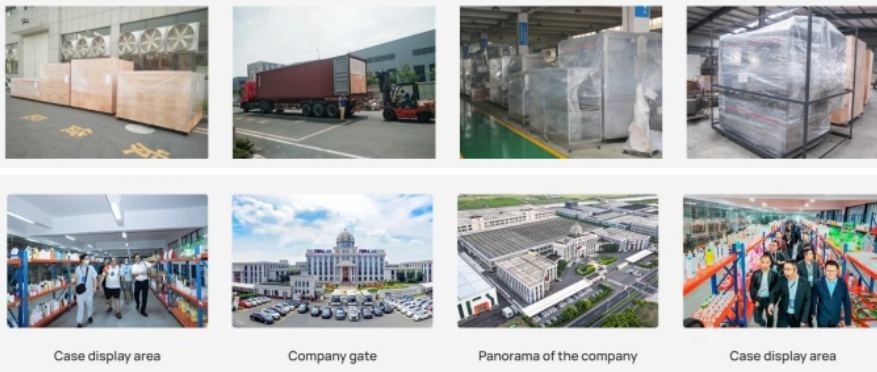 Case display area
Company gate
Panorama of the company
Case display area